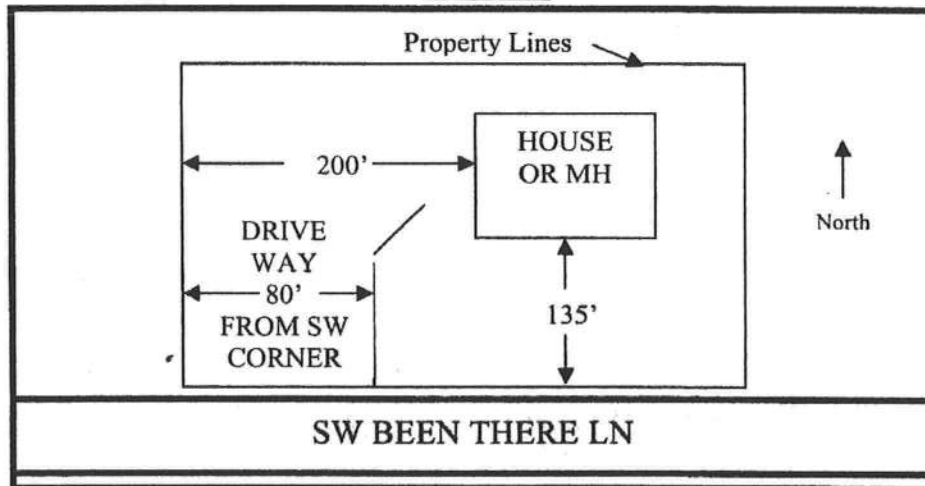 Property Lines
HOUSE
OR MH
200'
North
DRIVE
WAY
80'
FROM SW
CORNER
135'
SW BEEN THERE LN